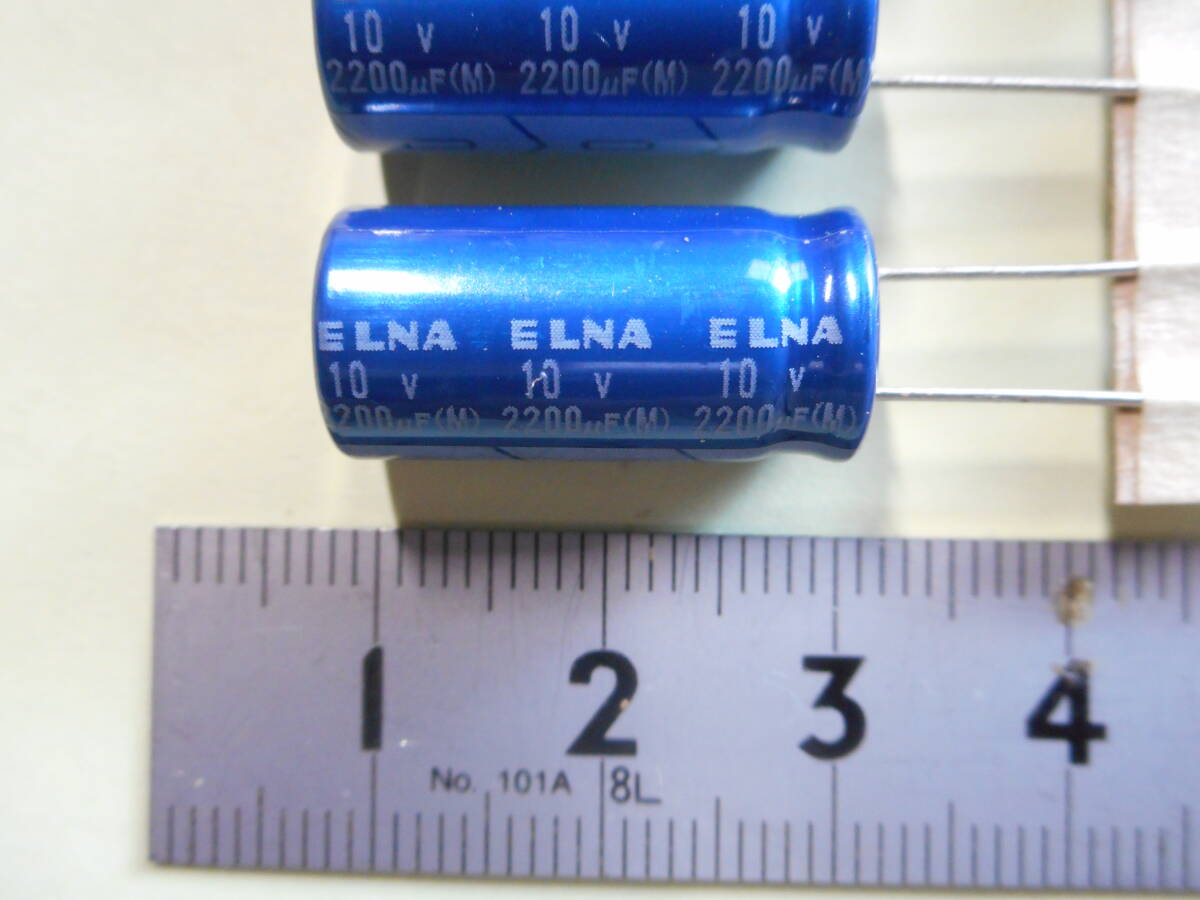 10 v 10 v 10 v
2200µF(M) 2200µF(M) 2200µF(M
ELNA ELNA ELNA
10 v 10 v 10 v
200µF(M) 2200µF(M) 2200µF(M)
1 2 3 4
No. 101A 8L